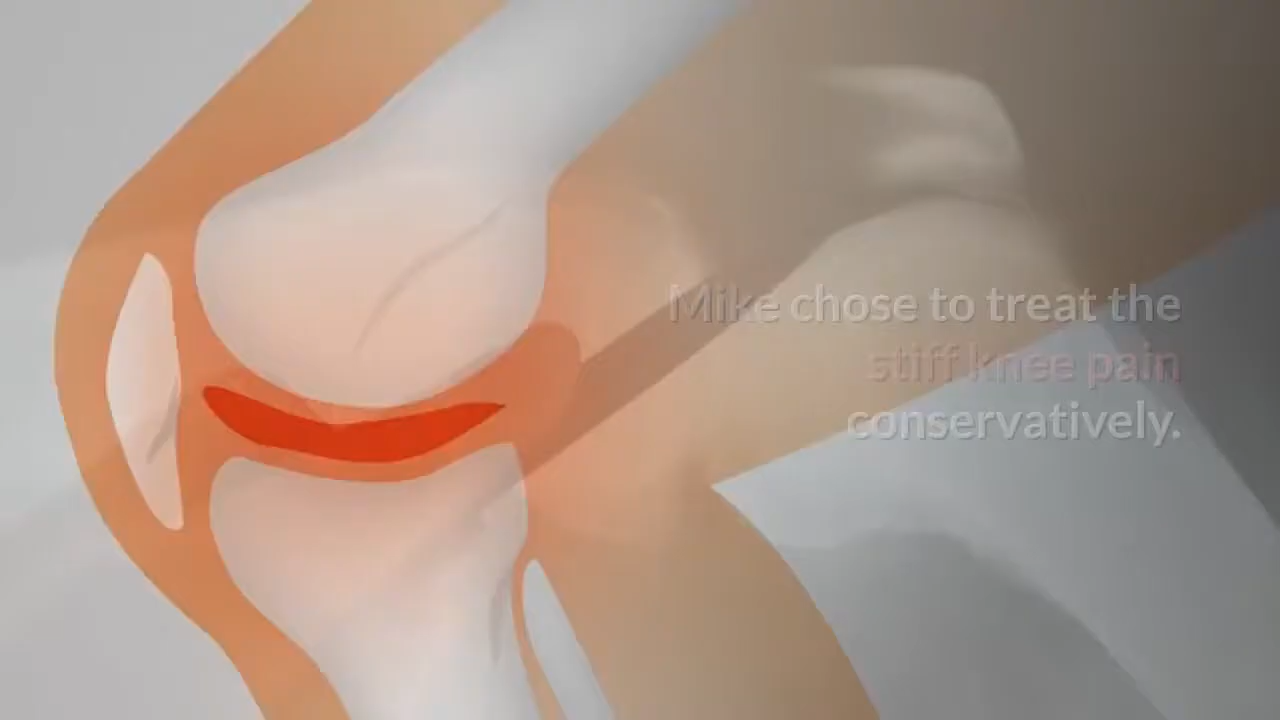 Mike chose to treat the
stiff knee pain
conservatively.